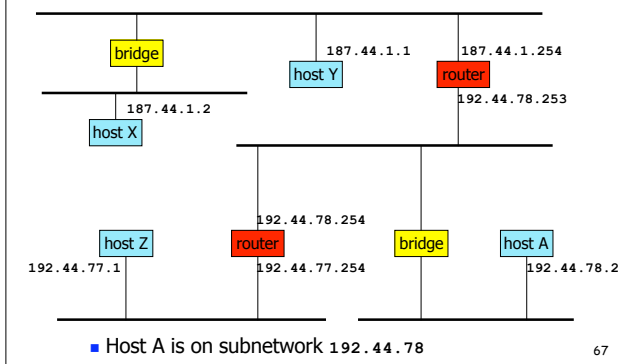 bridge
187.44.1.1
187.44.1.254
host Y
router
192.44.78.253
187.44.1.2
host X
192.44.78.254
host Z
router
bridge
host A
192.44.77.1
192.44.77.254
192.44.78.2
Host A is on subnetwork 192.44.78
67